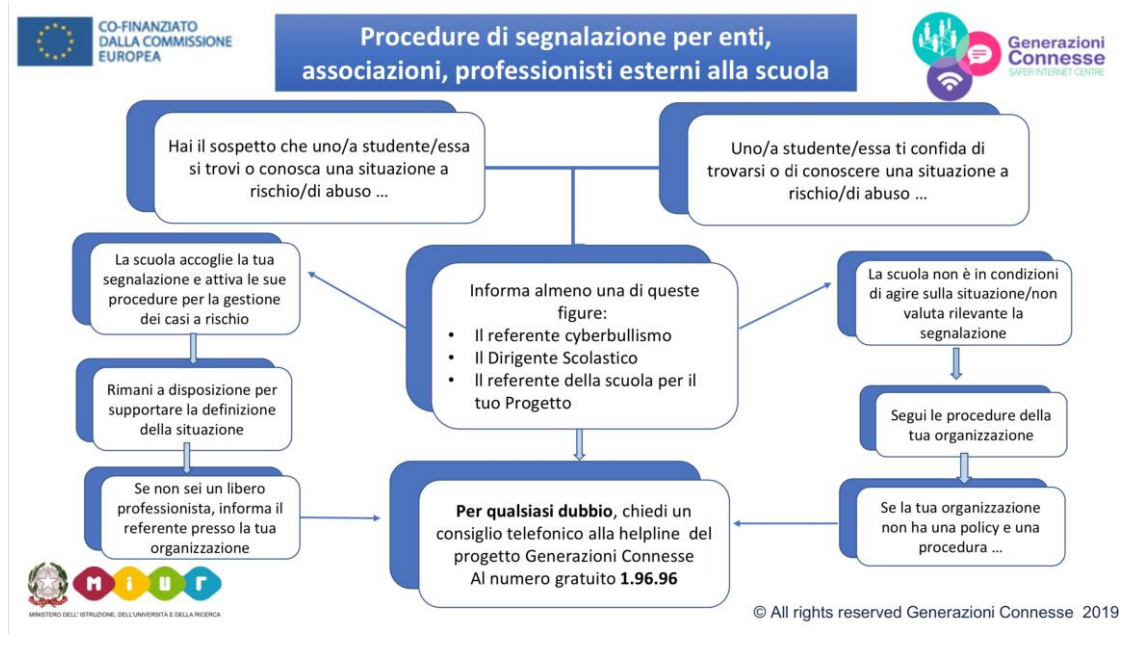 CO-FINANZIATO
DALLA COMMISSIONE
EUROPEA
Procedure di segnalazione per enti,
associazioni, professionisti esterni alla scuola
Generazioni
Connesse
SAFER INTERNET CENTRE
Hai il sospetto che uno/a studente/essa
si trovi o conosca una situazione a
rischio/di abuso …
Uno/a studente/essa ti confida di
trovarsi o di conoscere una situazione a
rischio/di abuso …
La scuola accoglie la tua
segnalazione e attiva le sue
procedure per la gestione
dei casi a rischio
Informa almeno una di queste
figure:
• Il referente cyberbullismo
• Il Dirigente Scolastico
• Il referente della scuola per il
tuo Progetto
La scuola non è in condizioni
di agire sulla situazione/non
valuta rilevante la
segnalazione
Rimani a disposizione per
supportare la definizione
della situazione
Segui le procedure della
tua organizzazione
Se non sei un libero
professionista, informa il
referente presso la tua
organizzazione
Per qualsiasi dubbio, chiedi un
consiglio telefonico alla helpline del
progetto Generazioni Connesse
Al numero gratuito 1.96.96
Se la tua organizzazione
non ha una policy e una
procedura …
MIUR
MINISTERO DELL' ISTRUZIONE, DELL'UNIVERSITÀ E DELLA RICERCA
© All rights reserved Generazioni Connesse 2019